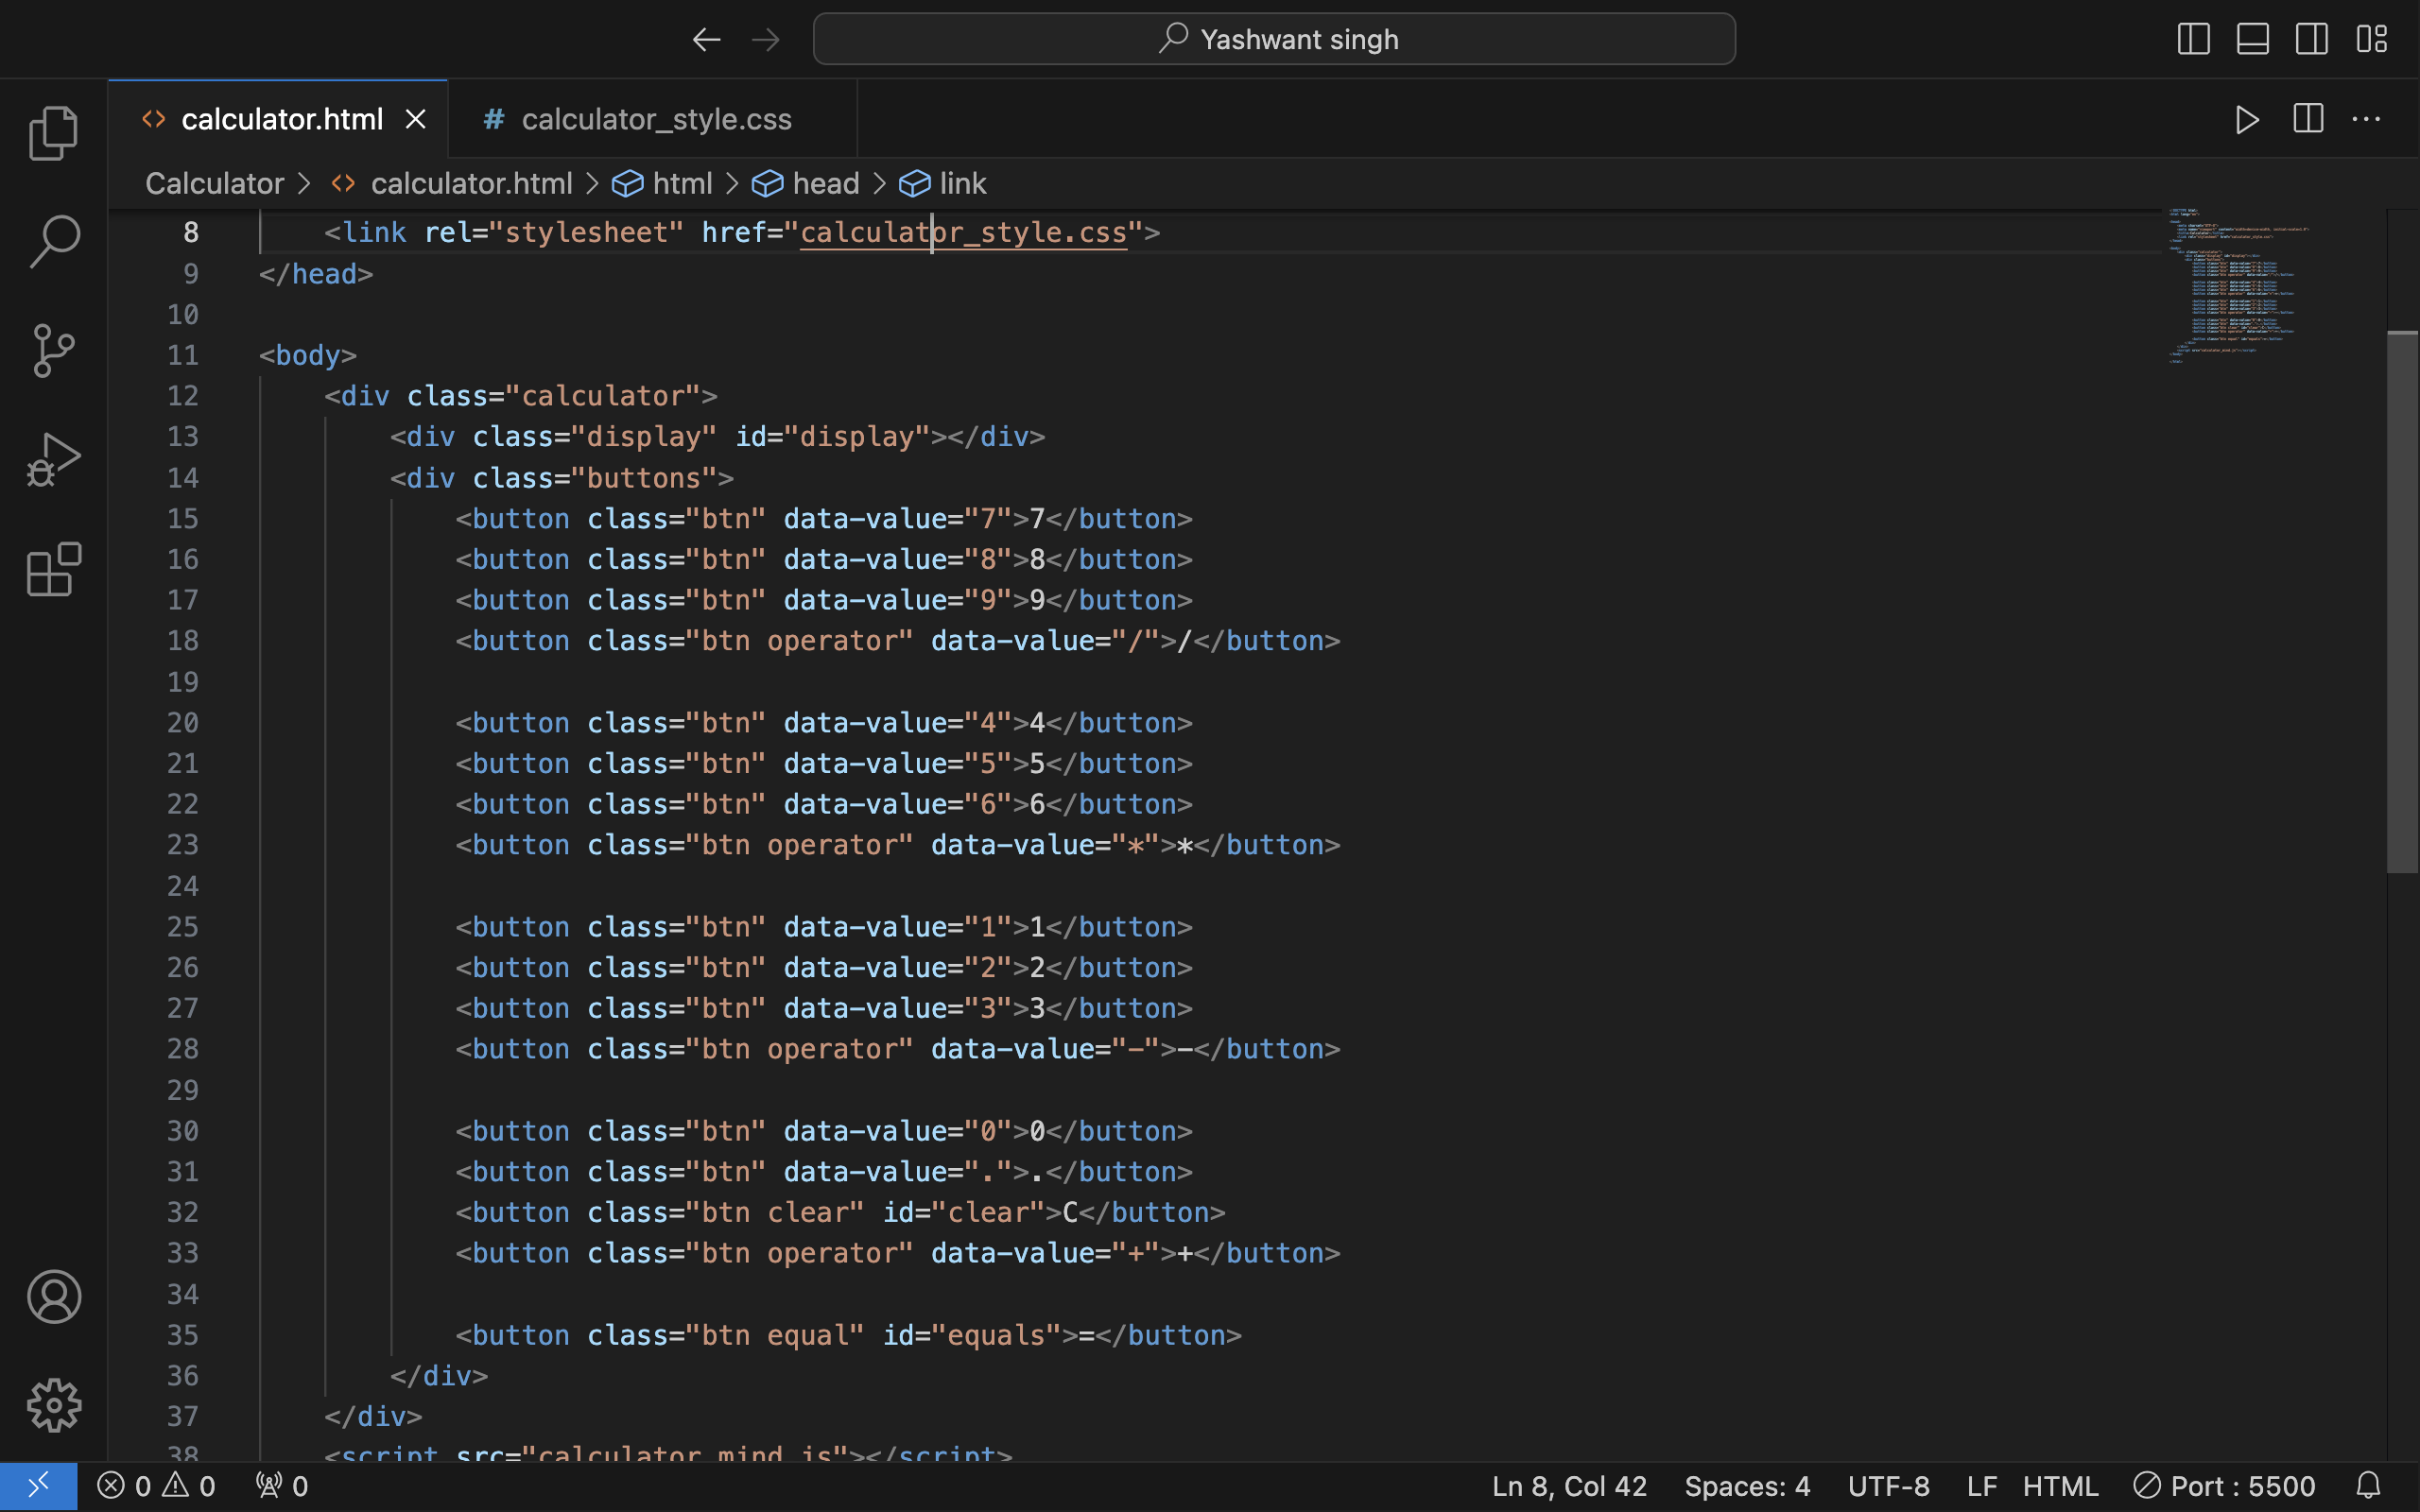 Yashwant singh
calculator.html
# calculator_style.css
Calculator > calculator.html > html > head > link
8 <link rel="stylesheet" href="calculator_style.css">
9 </head>
10
11 <body>
12 <div class="calculator">
13 <div class="display" id="display"></div>
14 <div class="buttons">
15 <button class="btn" data-value="7">7</button>
16 <button class="btn" data-value="8">8</button>
17 <button class="btn" data-value="9">9</button>
18 <button class="btn operator" data-value="/">/</button>
19
20 <button class="btn" data-value="4">4</button>
21 <button class="btn" data-value="5">5</button>
22 <button class="btn" data-value="6">6</button>
23 <button class="btn operator" data-value="*">*</button>
24
25 <button class="btn" data-value="1">1</button>
26 <button class="btn" data-value="2">2</button>
27 <button class="btn" data-value="3">3</button>
28 <button class="btn operator" data-value="-">-</button>
29
30 <button class="btn" data-value="0">0</button>
31 <button class="btn" data-value=".">.</button>
32 <button class="btn clear" id="clear">C</button>
33 <button class="btn operator" data-value="+">+</button>
34
35 <button class="btn equal" id="equals">=</button>
36 </div>
37 </div>
38 <script src="calculator_mind.js"></script>
0 0 0 Ln 8, Col 42 Spaces: 4 UTF-8 LF HTML Port : 5500